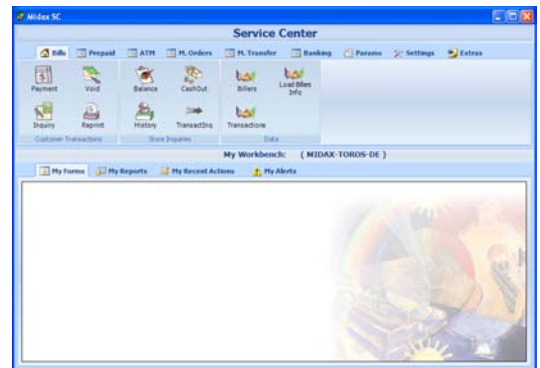 Midax SC
Service Center
Bills Prepaid ATM M. Orders M. Transfer Banking Params Settings Extras
Payment Void Balance CashOut Billers Load Billers Info
Inquiry Reprint History TransactInq Transactions
Customer Transactions Store Inquiries Data
My Workbench: ( MIDAX-TOROS-DE )
My Forms My Reports My Recent Actions My Alerts